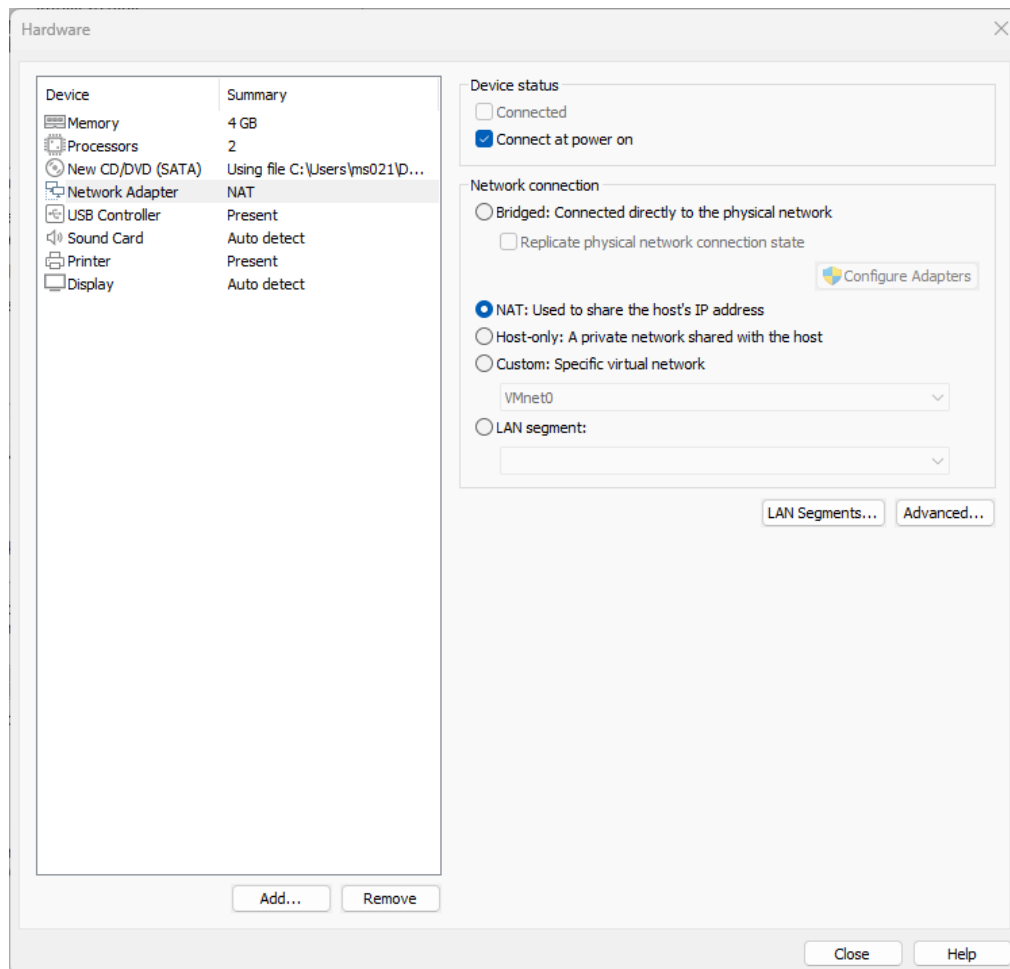 Hardware
Device Summary
Memory 4 GB
Processors 2
New CD/DVD (SATA) Using file C:\Users\ms021\D...
Network Adapter NAT
USB Controller Present
Sound Card Auto detect
Printer Present
Display Auto detect
Add... Remove
Device status
Connected
Connect at power on
Network connection
Bridged: Connected directly to the physical network
Replicate physical network connection state
Configure Adapters
NAT: Used to share the host's IP address
Host-only: A private network shared with the host
Custom: Specific virtual network
VMnet0
LAN segment:
LAN Segments... Advanced...
Close Help